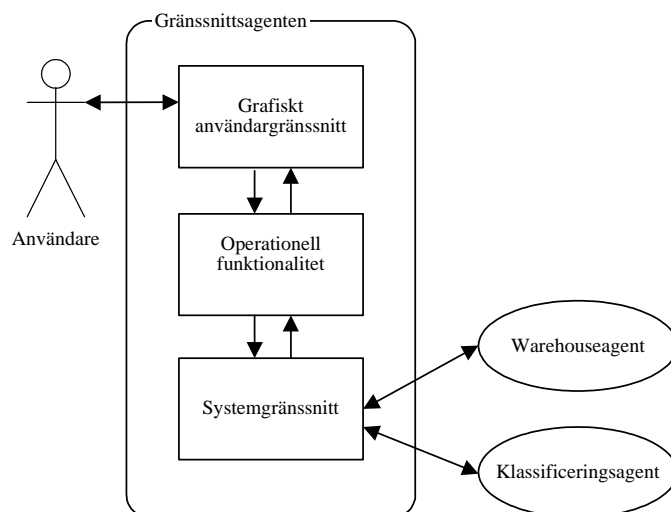 Gränssnittsagenten
Grafiskt
användargränssnitt
Användare
Operationell
funktionalitet
Systemgränssnitt
Warehouseagent
Klassificeringsagent